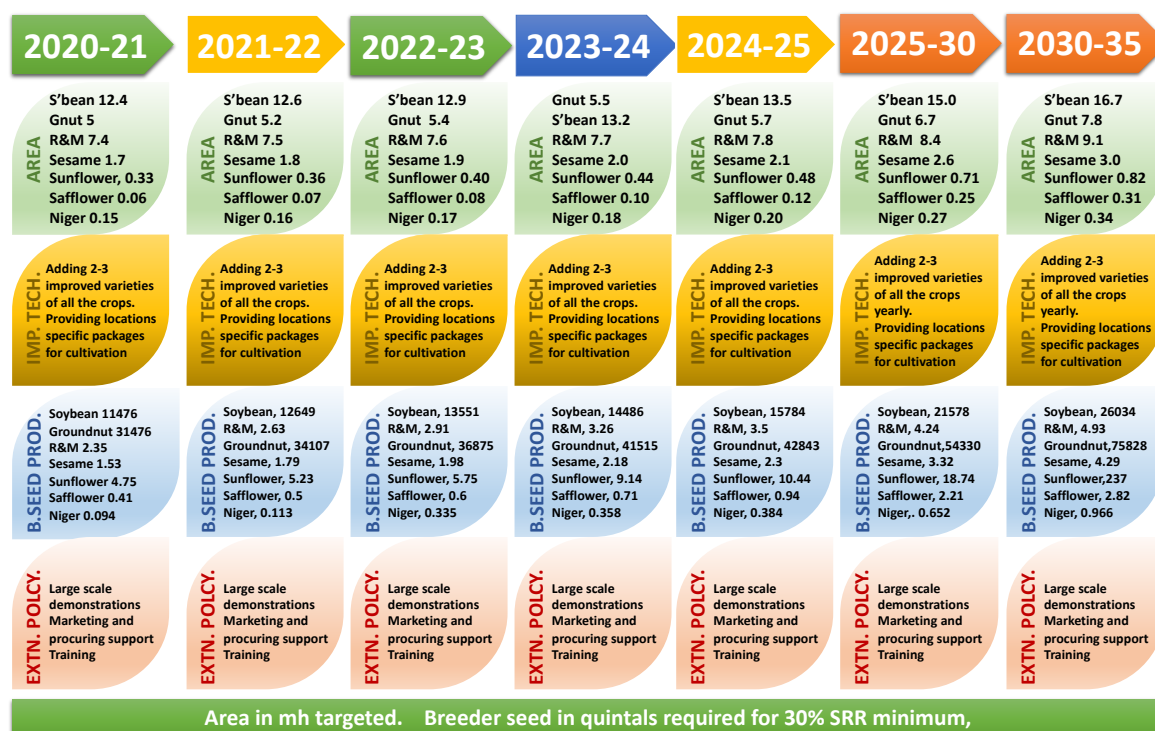 2020-21
2021-22
2022-23
2023-24
2024-25
2025-30
2030-35
AREA
S’bean 12.4
Gnut 5
R&M 7.4
Sesame 1.7
Sunflower, 0.33
Safflower 0.06
Niger 0.15
AREA
S’bean 12.6
Gnut 5.2
R&M 7.5
Sesame 1.8
Sunflower 0.36
Safflower 0.07
Niger 0.16
AREA
S’bean 12.9
Gnut 5.4
R&M 7.6
Sesame 1.9
Sunflower 0.40
Safflower 0.08
Niger 0.17
AREA
Gnut 5.5
S’bean 13.2
R&M 7.7
Sesame 2.0
Sunflower 0.44
Safflower 0.10
Niger 0.18
AREA
S’bean 13.5
Gnut 5.7
R&M 7.8
Sesame 2.1
Sunflower 0.48
Safflower 0.12
Niger 0.20
AREA
S’bean 15.0
Gnut 6.7
R&M 8.4
Sesame 2.6
Sunflower 0.71
Safflower 0.25
Niger 0.27
AREA
S’bean 16.7
Gnut 7.8
R&M 9.1
Sesame 3.0
Sunflower 0.82
Safflower 0.31
Niger 0.34
IMP. TECH.
Adding 2-3
improved varieties
of all the crops.
Providing locations
specific packages
for cultivation
IMP. TECH.
Adding 2-3
improved varieties
of all the crops.
Providing locations
specific packages
for cultivation
IMP. TECH.
Adding 2-3
improved varieties
of all the crops.
Providing locations
specific packages
for cultivation
IMP. TECH.
Adding 2-3
improved varieties
of all the crops.
Providing locations
specific packages
for cultivation
IMP. TECH.
Adding 2-3
improved varieties
of all the crops.
Providing locations
specific packages
for cultivation
IMP. TECH.
Adding 2-3
improved varieties
of all the crops
yearly.
Providing locations
specific packages
for cultivation
IMP. TECH.
Adding 2-3
improved varieties
of all the crops
yearly.
Providing locations
specific packages
for cultivation
B.SEED PROD.
Soybean 11476
Groundnut 31476
R&M 2.35
Sesame 1.53
Sunflower 4.75
Safflower 0.41
Niger 0.094
B.SEED PROD.
Soybean, 12649
R&M, 2.63
Groundnut, 34107
Sesame, 1.79
Sunflower, 5.23
Safflower, 0.5
Niger, 0.113
B.SEED PROD.
Soybean, 13551
R&M, 2.91
Groundnut, 36875
Sesame, 1.98
Sunflower, 5.75
Safflower, 0.6
Niger, 0.335
B.SEED PROD.
Soybean, 14486
R&M, 3.26
Groundnut, 41515
Sesame, 2.18
Sunflower, 9.14
Safflower, 0.71
Niger, 0.358
B.SEED PROD.
Soybean, 15784
R&M, 3.5
Groundnut, 42843
Sesame, 2.3
Sunflower, 10.44
Safflower, 0.94
Niger, 0.384
B.SEED PROD.
Soybean, 21578
R&M, 4.24
Groundnut,54330
Sesame, 3.32
Sunflower, 18.74
Safflower, 2.21
Niger,. 0.652
B.SEED PROD.
Soybean, 26034
R&M, 4.93
Groundnut,75828
Sesame, 4.29
Sunflower,237
Safflower, 2.82
Niger, 0.966
EXTN. POLCY.
Large scale
demonstrations
Marketing and
procuring support
Training
EXTN. POLCY.
Large scale
demonstrations
Marketing and
procuring support
Training
EXTN. POLCY.
Large scale
demonstrations
Marketing and
procuring support
Training
EXTN. POLCY.
Large scale
demonstrations
Marketing and
procuring support
Training
EXTN. POLCY.
Large scale
demonstrations
Marketing and
procuring support
Training
EXTN. POLCY.
Large scale
demonstrations
Marketing and
procuring support
Training
EXTN. POLCY.
Large scale
demonstrations
Marketing and
procuring support
Training
Area in mh targeted. Breeder seed in quintals required for 30% SRR minimum,